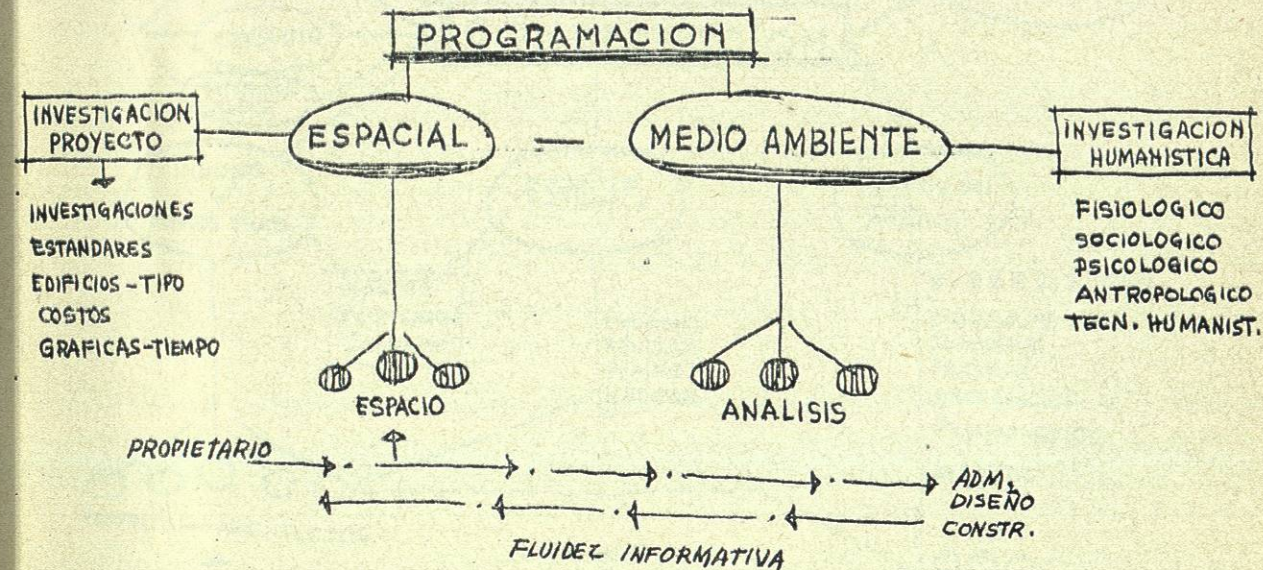 PROGRAMACION
INVESTIGACION
PROYECTO
ESPACIAL
MEDIO AMBIENTE
INVESTIGACION
HUMANISTICA
INVESTIGACIONES
ESTANDARES
EDIFICIOS-TIPO
COSTOS
GRAFICAS-TIEMPO
FISIOLOGICO
SOCIOLOGICO
PSICOLOGICO
ANTROPOLOGICO
TECN. HUMANIST.
ESPACIO
ANALISIS
PROPIETARIO
ADM,
DISEÑO
CONSTR.
FLUIDEZ INFORMATIVA